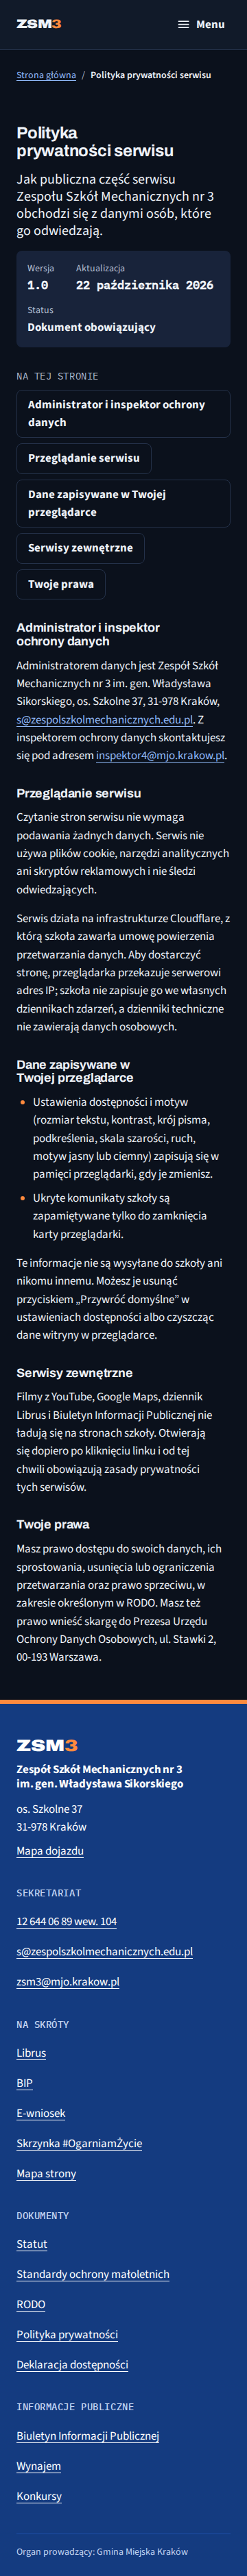 ZSM3
Menu
Strona główna / Polityka prywatności serwisu
Polityka
prywatności serwisu
Jak publiczna część serwisu
Zespołu Szkół Mechanicznych nr 3
obchodzi się z danymi osób, które
go odwiedzają.
Wersja
1.0
Aktualizacja
22 października 2026
Status
Dokument obowiązujący
NA TEJ STRONIE
Administrator i inspektor ochrony
danych
Przeglądanie serwisu
Dane zapisywane w Twojej
przeglądarce
Serwisy zewnętrzne
Twoje prawa
Administrator i inspektor
ochrony danych
Administratorem danych jest Zespół Szkół
Mechanicznych nr 3 im. gen. Władysława
Sikorskiego, os. Szkolne 37, 31-978 Kraków,
s@zespolszkolmechanicznych.edu.pl. Z
inspektorem ochrony danych skontaktujesz
się pod adresem inspektor4@mjo.krakow.pl.
Przeglądanie serwisu
Czytanie stron serwisu nie wymaga
podawania żadnych danych. Serwis nie
używa plików cookie, narzędzi analitycznych
ani skryptów reklamowych i nie śledzi
odwiedzających.
Serwis działa na infrastrukturze Cloudflare, z
którą szkoła zawarła umowę powierzenia
przetwarzania danych. Aby dostarczyć
stronę, przeglądarka przekazuje serwerowi
adres IP; szkoła nie zapisuje go we własnych
dziennikach zdarzeń, a dzienniki techniczne
nie zawierają danych osobowych.
Dane zapisywane w
Twojej przeglądarce
Ustawienia dostępności i motyw
(rozmiar tekstu, kontrast, krój pisma,
podkreślenia, skala szarości, ruch,
motyw jasny lub ciemny) zapisują się w
pamięci przeglądarki, gdy je zmienisz.
Ukryte komunikaty szkoły są
zapamiętywane tylko do zamknięcia
karty przeglądarki.
Te informacje nie są wysyłane do szkoły ani
nikomu innemu. Możesz je usunąć
przyciskiem „Przywróć domyślne” w
ustawieniach dostępności albo czyszcząc
dane witryny w przeglądarce.
Serwisy zewnętrzne
Filmy z YouTube, Google Maps, dziennik
Librus i Biuletyn Informacji Publicznej nie
ładują się na stronach szkoły. Otwierają
się dopiero po kliknięciu linku i od tej
chwili obowiązują zasady prywatności
tych serwisów.
Twoje prawa
Masz prawo dostępu do swoich danych, ich
sprostowania, usunięcia lub ograniczenia
przetwarzania oraz prawo sprzeciwu, w
zakresie określonym w RODO. Masz też
prawo wnieść skargę do Prezesa Urzędu
Ochrony Danych Osobowych, ul. Stawki 2,
00-193 Warszawa.
ZSM3
Zespół Szkół Mechanicznych nr 3
im. gen. Władysława Sikorskiego
os. Szkolne 37
31-978 Kraków
Mapa dojazdu
SEKRETARIAT
12 644 06 89 wew. 104
s@zespolszkolmechanicznych.edu.pl
zsm3@mjo.krakow.pl
NA SKRÓTY
Librus
BIP
E-wniosek
Skrzynka #OgarniamŻycie
Mapa strony
DOKUMENTY
Statut
Standardy ochrony małoletnich
RODO
Polityka prywatności
Deklaracja dostępności
INFORMACJE PUBLICZNE
Biuletyn Informacji Publicznej
Wynajem
Konkursy
Organ prowadzący: Gmina Miejska Kraków